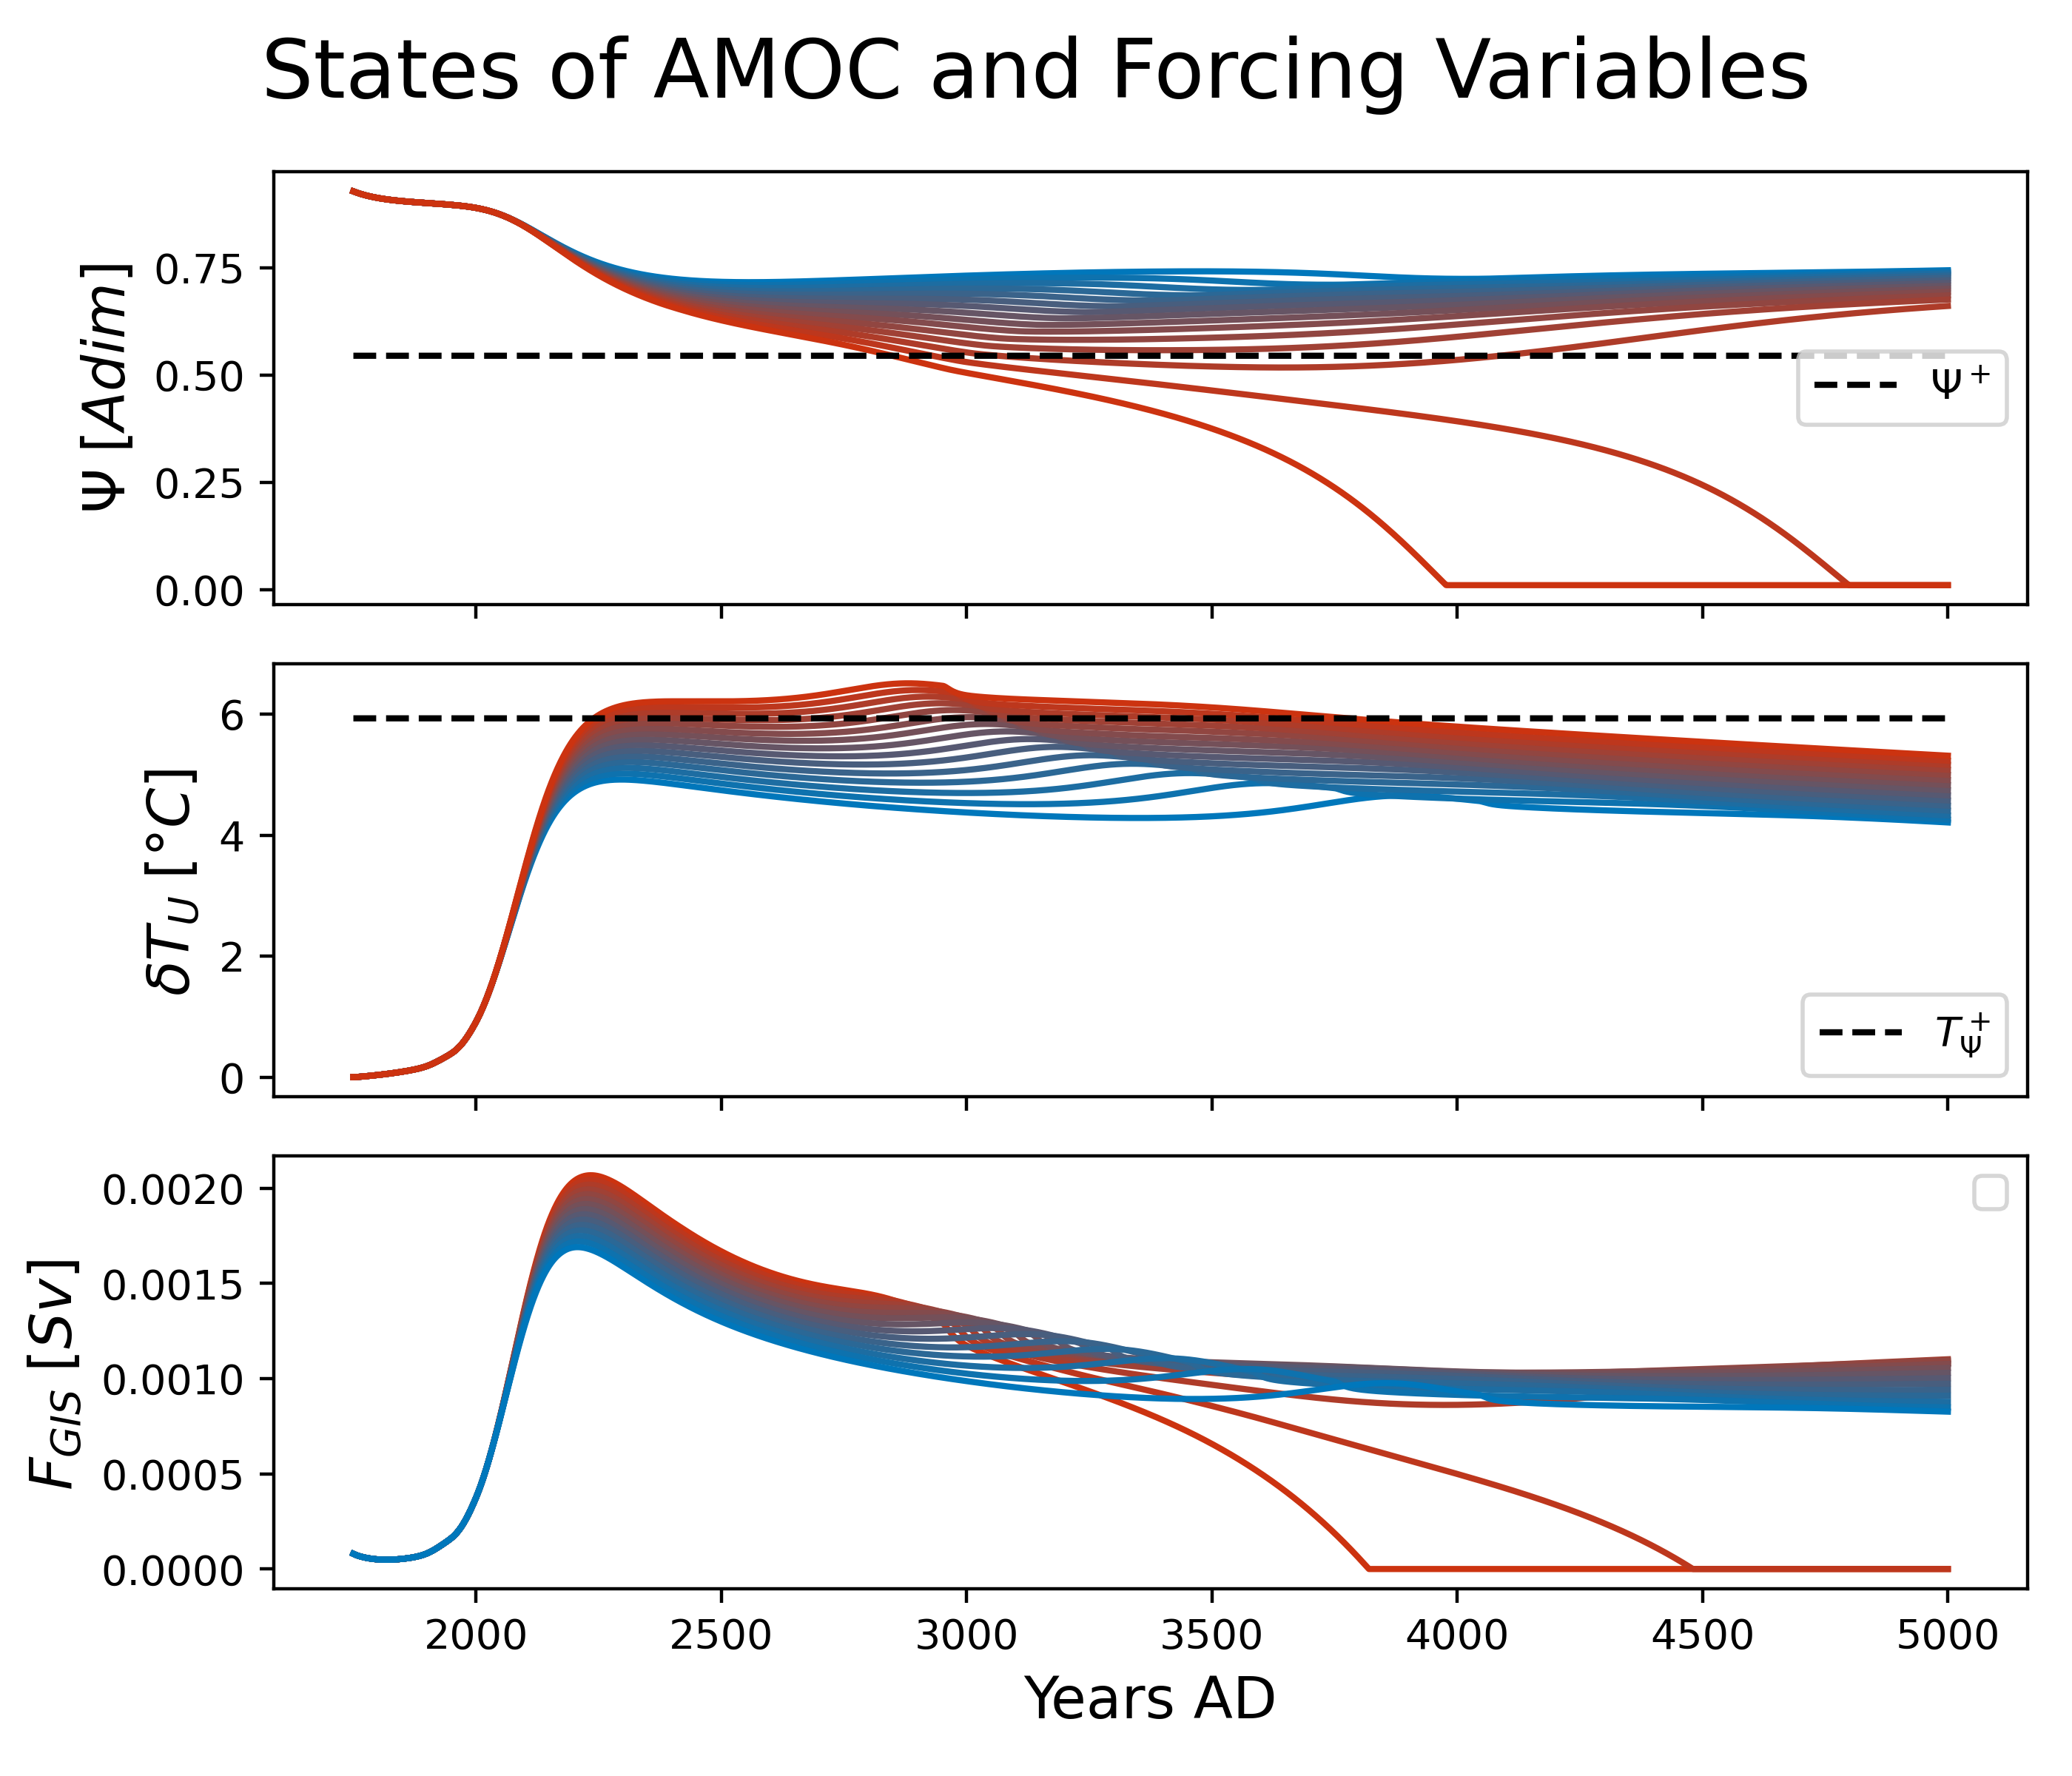 States of AMOC and Forcing Variables
Ψ [Adim]
0.75
0.50
0.25
0.00
Ψ⁺
δT_U [°C]
6
4
2
0
T_Ψ^+
F_GIS [Sv]
0.0020
0.0015
0.0010
0.0005
0.0000
2000 2500 3000 3500 4000 4500 5000
Years AD